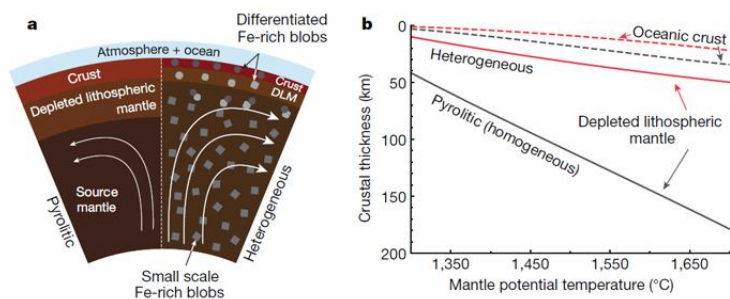 a
Differentiated
Fe-rich blobs
Atmosphere + ocean
Crust
Crust
Depleted lithospheric
mantle
DLM
Source
mantle
Pyrolitic
Heterogeneous
Small scale
Fe-rich blobs
b
Crustal thickness (km)
0
50
100
150
200
Oceanic crust
Heterogeneous
Pyrolitic (homogeneous)
Depleted lithospheric
mantle
1,350
1,450
1,550
1,650
Mantle potential temperature (°C)